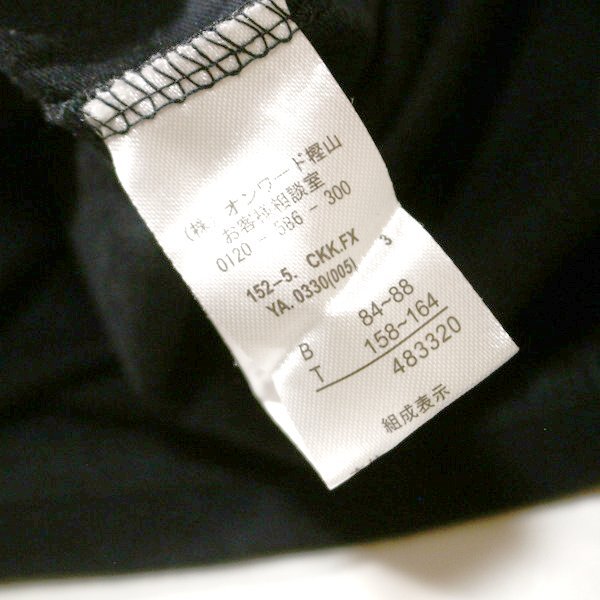 (株) オンワード樫山
お客様相談室
0120 - 586 - 300
152-5. CKK.FX 3
YA. 0330(005)
B 84~88
T 158~164
483320
組成表示